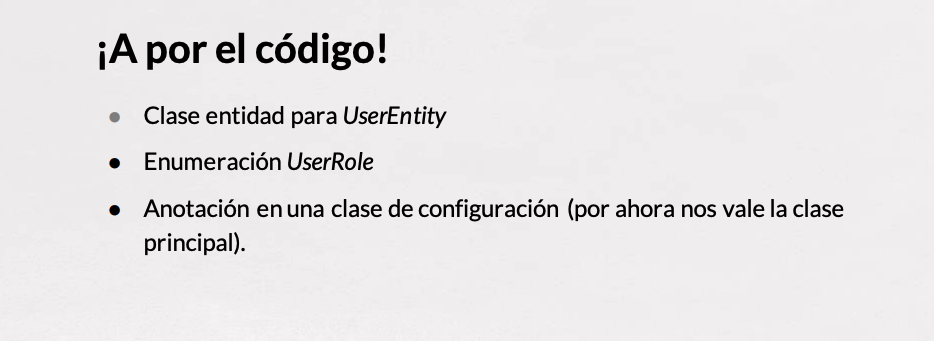 ¡A por el código!
● Clase entidad para UserEntity
● Enumeración UserRole
● Anotación en una clase de configuración (por ahora nos vale la clase
principal).